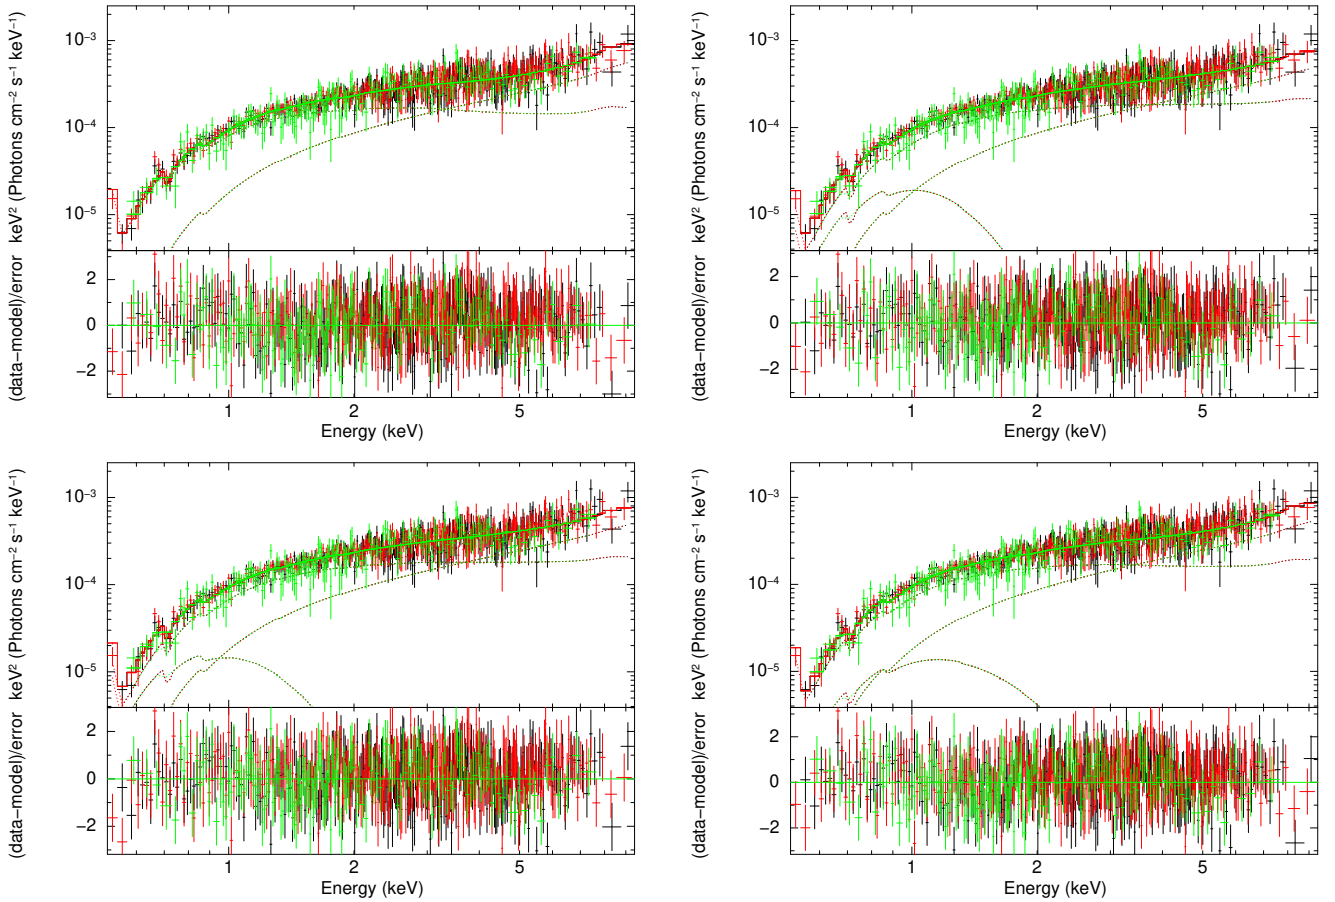 keV² (Photons cm⁻² s⁻¹ keV⁻¹)
10⁻³
10⁻⁴
10⁻⁵
(data−model)/error
2
0
−2
1 2 5
Energy (keV)
keV² (Photons cm⁻² s⁻¹ keV⁻¹)
10⁻³
10⁻⁴
10⁻⁵
(data−model)/error
2
0
−2
1 2 5
Energy (keV)
keV² (Photons cm⁻² s⁻¹ keV⁻¹)
10⁻³
10⁻⁴
10⁻⁵
(data−model)/error
2
0
−2
1 2 5
Energy (keV)
keV² (Photons cm⁻² s⁻¹ keV⁻¹)
10⁻³
10⁻⁴
10⁻⁵
(data−model)/error
2
0
−2
1 2 5
Energy (keV)